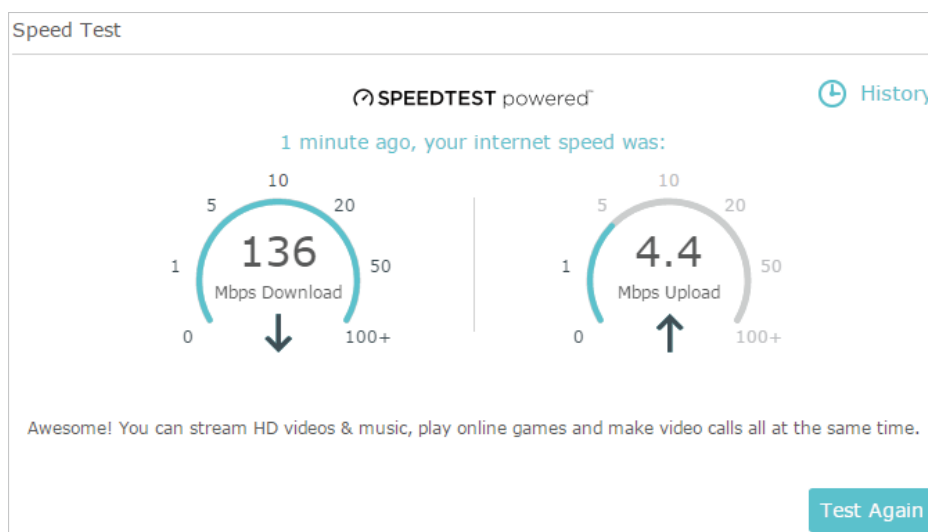 Speed Test
SPEEDTEST powered™
History
1 minute ago, your internet speed was:
10
5 20
136
1 50
Mbps Download
0 100+
10
5 20
4.4
1 50
Mbps Upload
0 100+
Awesome! You can stream HD videos & music, play online games and make video calls all at the same time.
Test Again